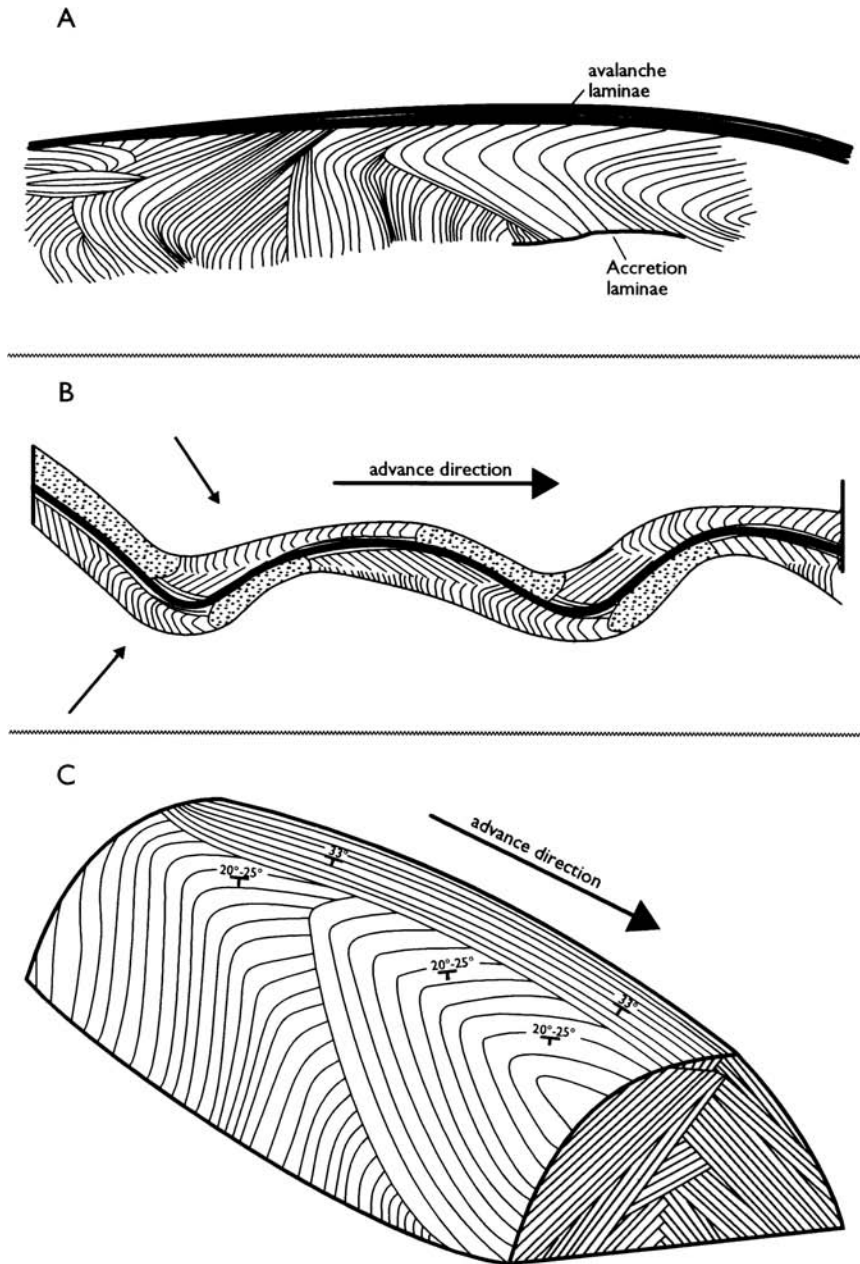 A
avalanche
laminae
Accretion
laminae
B
advance direction
C
advance direction
33°
20°-25°
20°-25°
33°
20°-25°